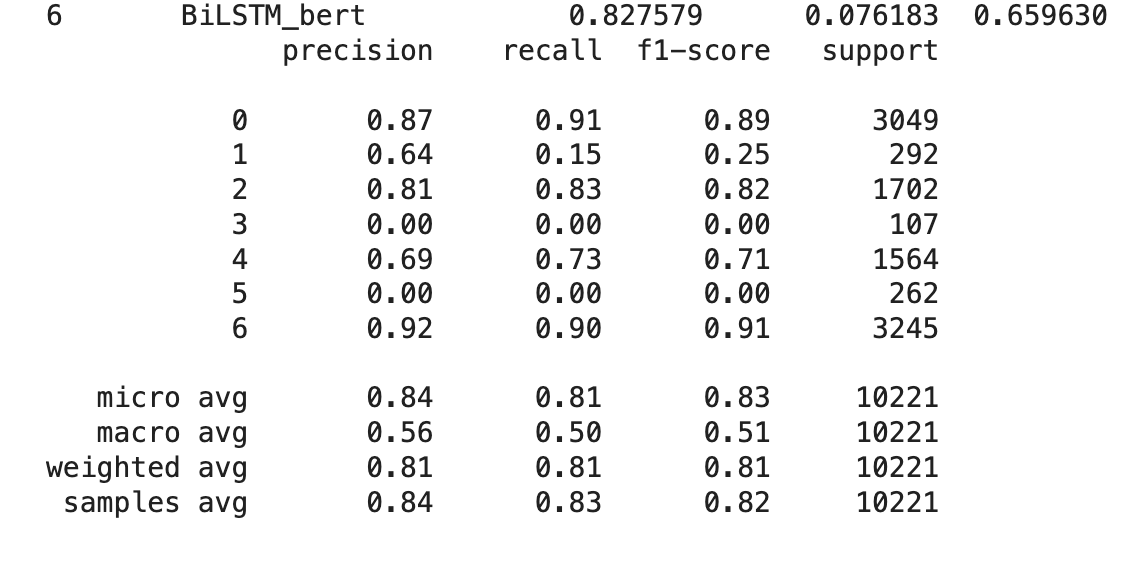 6 BiLSTM_bert 0.827579 0.076183 0.659630
precision recall f1-score support
0 0.87 0.91 0.89 3049
1 0.64 0.15 0.25 292
2 0.81 0.83 0.82 1702
3 0.00 0.00 0.00 107
4 0.69 0.73 0.71 1564
5 0.00 0.00 0.00 262
6 0.92 0.90 0.91 3245
micro avg 0.84 0.81 0.83 10221
macro avg 0.56 0.50 0.51 10221
weighted avg 0.81 0.81 0.81 10221
samples avg 0.84 0.83 0.82 10221